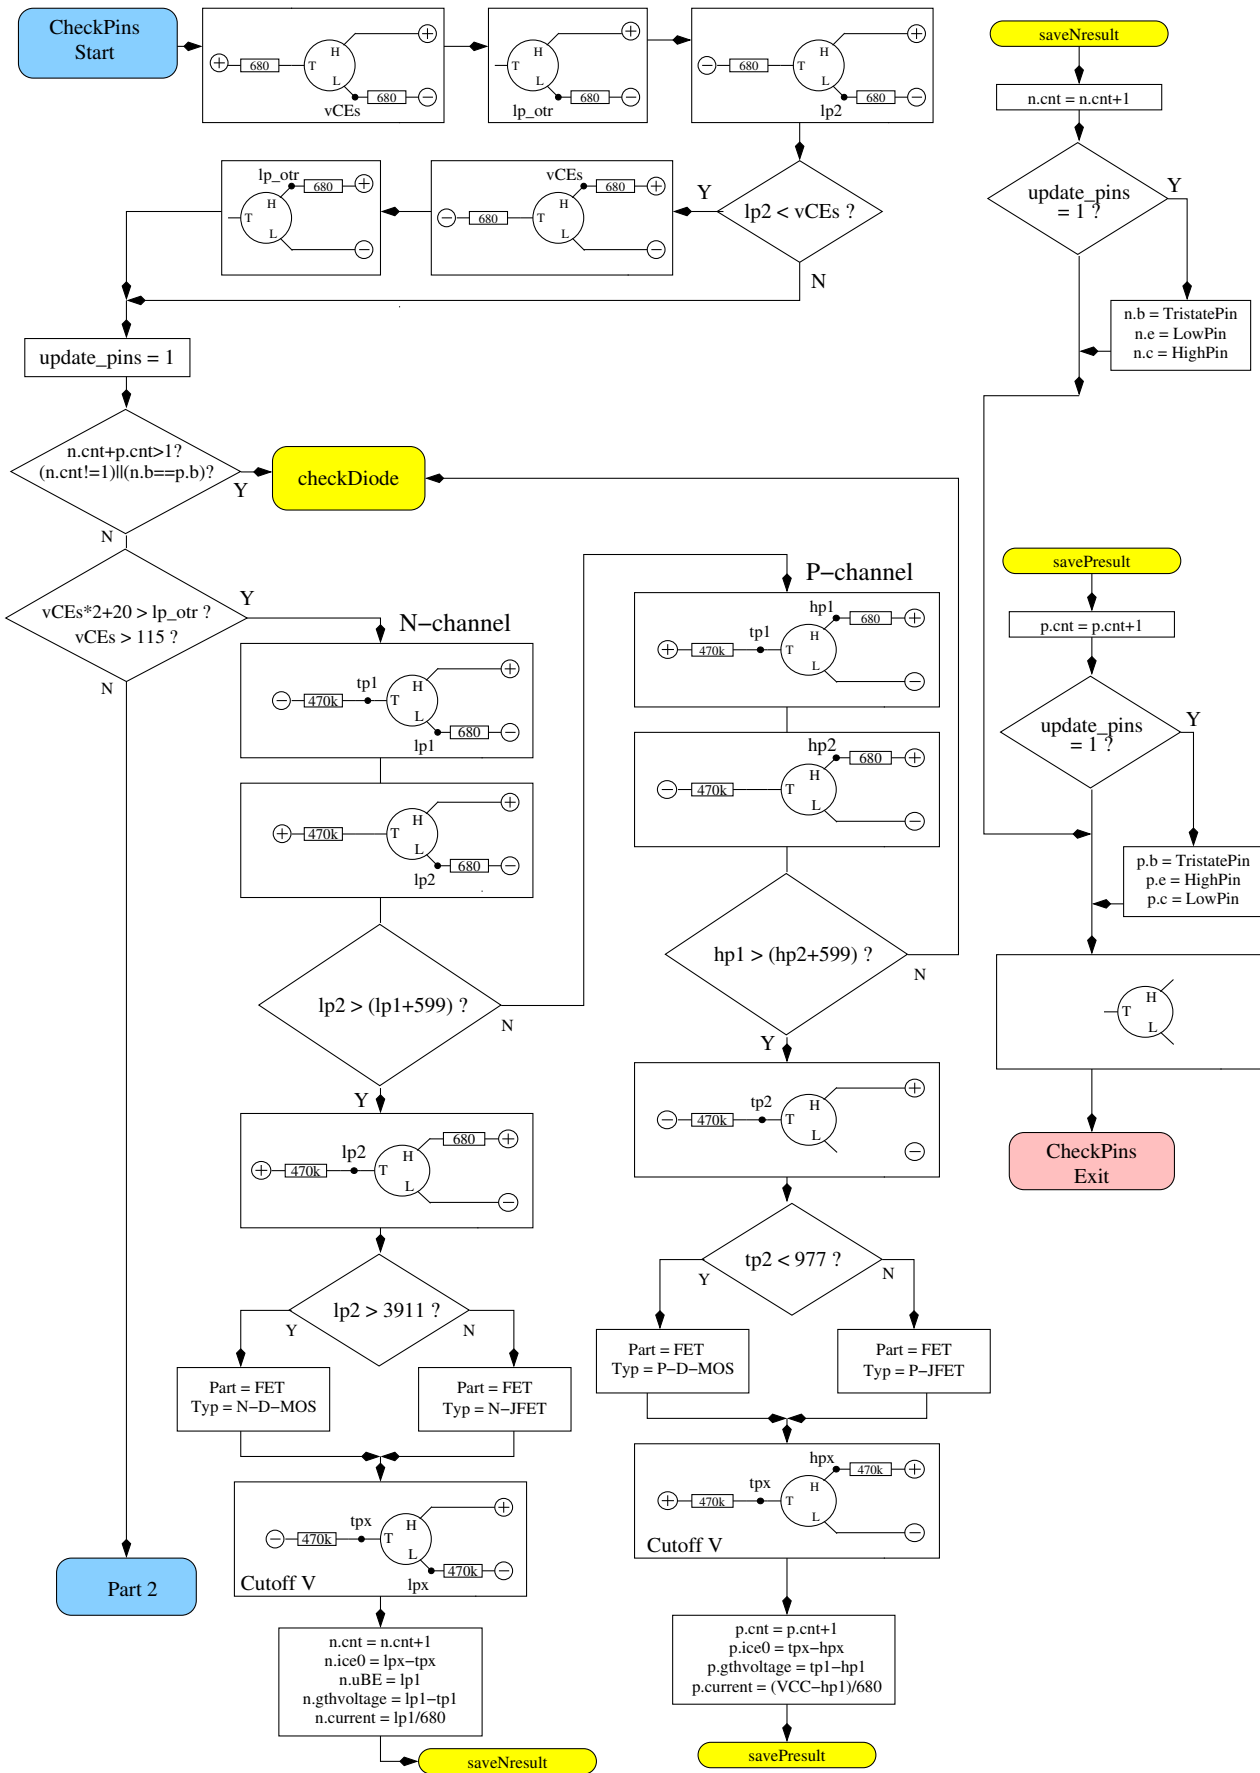 CheckPins
Start
680
T
H
L
680
vCEs
T
H
L
lp_otr
680
T
H
L
680
lp2
saveNresult
n.cnt = n.cnt+1
update_pins
= 1 ?
Y
n.b = TristatePin
n.e = LowPin
n.c = HighPin
lp_otr
680
H
T
L
vCEs
680
680
H
T
L
Y
lp2 < vCEs ?
N
update_pins = 1
n.cnt+p.cnt>1?
(n.cnt!=1)||(n.b==p.b)?
Y
N
checkDiode
vCEs*2+20 > lp_otr ?
vCEs > 115 ?
Y
N
N−channel
470k
tp1
T
H
L
680
lp1
470k
T
H
L
680
lp2
lp2 > (lp1+599) ?
N
Y
470k
lp2
T
H
L
680
lp2 > 3911 ?
Y
N
Part = FET
Typ = N−D−MOS
Part = FET
Typ = N−JFET
470k
tpx
T
H
L
470k
lpx
Cutoff V
n.cnt = n.cnt+1
n.ice0 = lpx−tpx
n.uBE = lp1
n.gthvoltage = lp1−tp1
n.current = lp1/680
saveNresult
Part 2
P−channel
hp1
680
tp1
470k
T
H
L
hp2
680
470k
T
H
L
hp1 > (hp2+599) ?
N
Y
tp2
470k
T
H
L
tp2 < 977 ?
Y
N
Part = FET
Typ = P−D−MOS
Part = FET
Typ = P−JFET
hpx
470k
tpx
470k
T
H
L
Cutoff V
p.cnt = p.cnt+1
p.ice0 = tpx−hpx
p.gthvoltage = tp1−hp1
p.current = (VCC−hp1)/680
savePresult
savePresult
p.cnt = p.cnt+1
update_pins
= 1 ?
Y
p.b = TristatePin
p.e = HighPin
p.c = LowPin
H
T
L
CheckPins
Exit